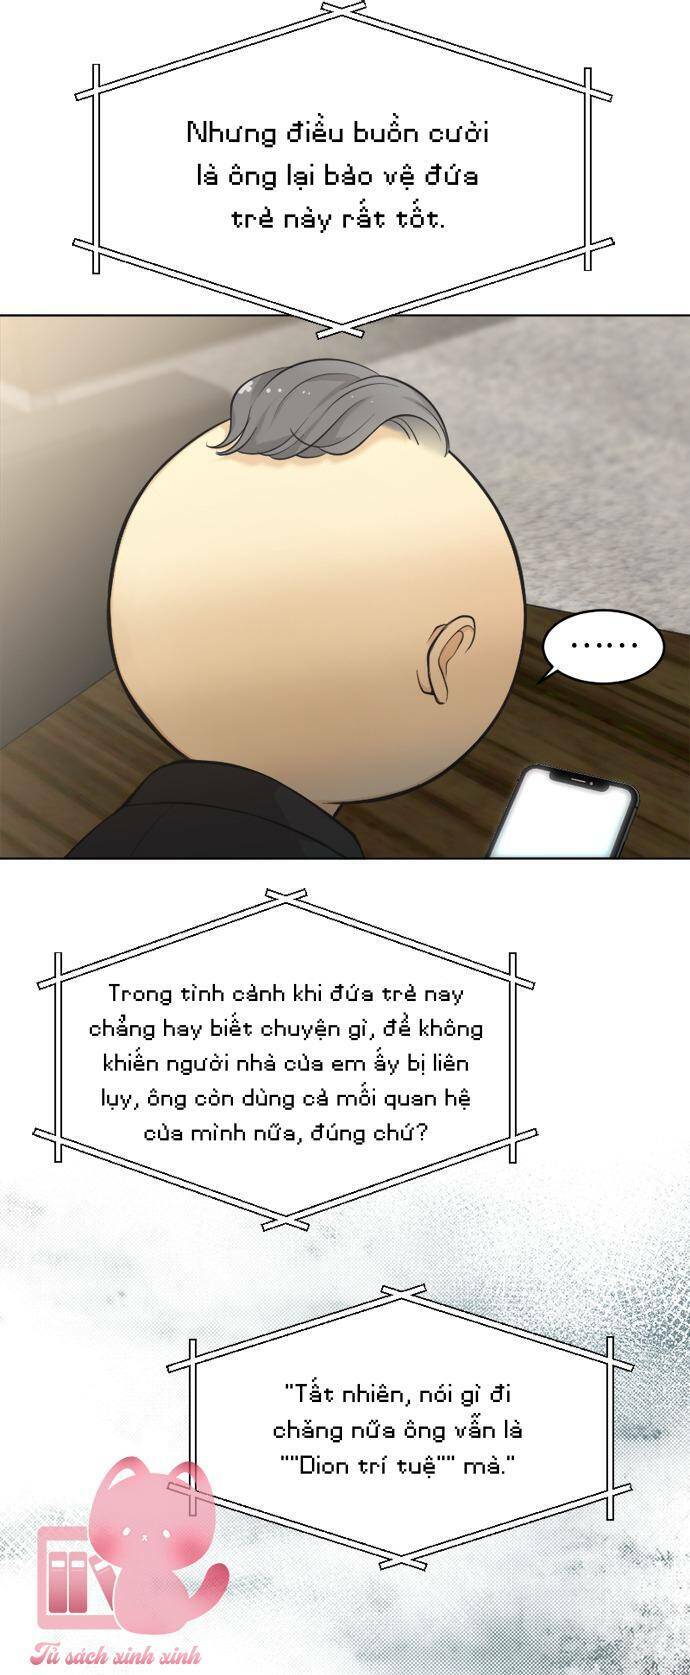 Nhưng điều buồn cười
là ông lại bảo vệ đứa
trẻ này rất tốt.
......
Trong tình cảnh khi đứa trẻ nay
chẳng hay biết chuyện gì, để không
khiến người nhà của em ấy bị liên
lụy, ông còn dùng cả mối quan hệ
của mình nữa, đúng chứ?
"Tất nhiên, nói gì đi
chăng nữa ông vẫn là
""Dion trí tuệ"" mà."
Tủ sách xinh xinh